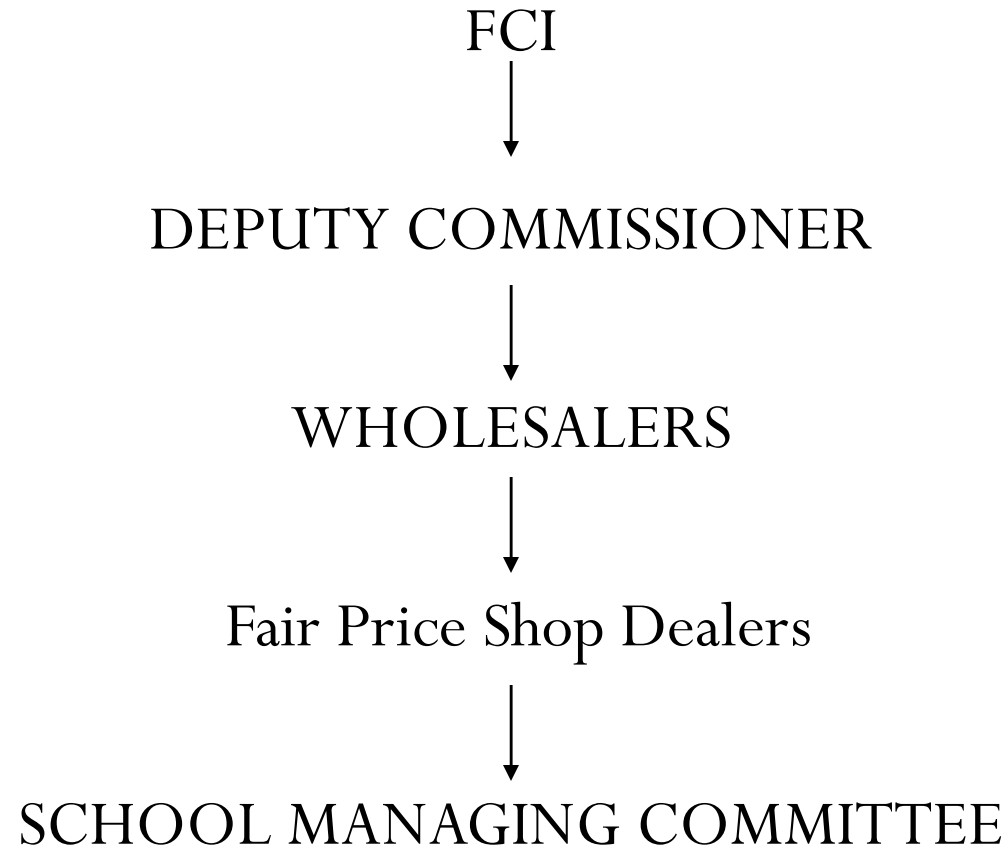 FCI
DEPUTY COMMISSIONER
WHOLESALERS
Fair Price Shop Dealers
SCHOOL MANAGING COMMITTEE